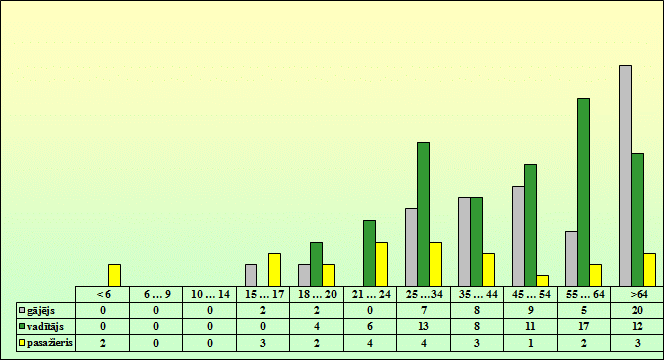 < 6 6 ... 9 10 ... 14 15 ... 17 18 ... 20 21 ... 24 25 ...34 35 ... 44 45 ... 54 55 ... 64 >64
gājējs 0 0 0 2 2 0 7 8 9 5 20
vadītājs 0 0 0 0 4 6 13 8 11 17 12
pasažieris 2 0 0 3 2 4 4 3 1 2 3